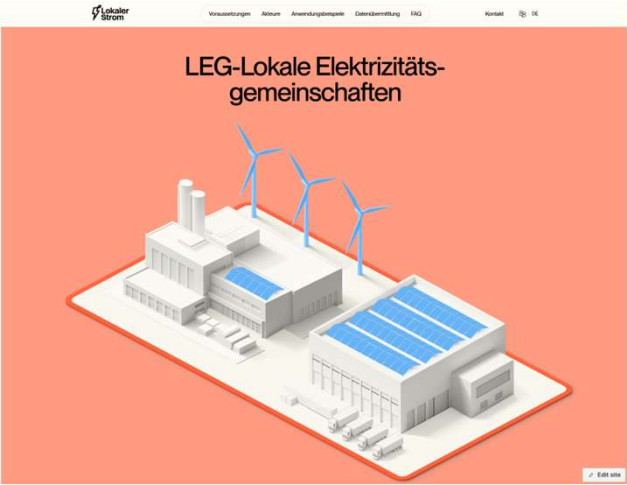 Lokaler
Strom
Voraussetzungen Akteure Anwendungsbeispiele Datenübermittlung FAQ
Kontakt DE
LEG-Lokale Elektrizitäts-
gemeinschaften
Edit site